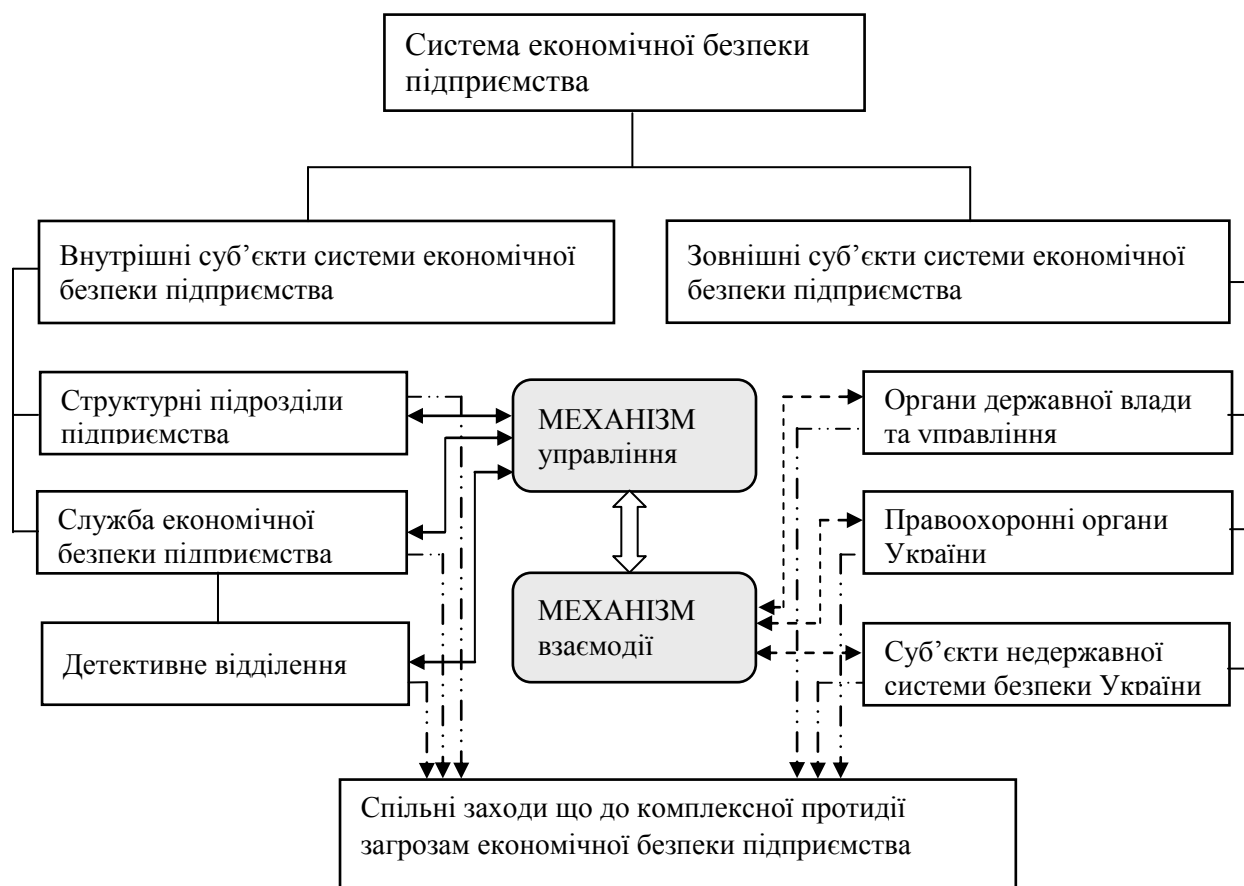 Система економічної безпеки
підприємства
Внутрішні суб’єкти системи економічної
безпеки підприємства
Зовнішні суб’єкти системи економічної
безпеки підприємства
Структурні підрозділи
підприємства
МЕХАНІЗМ
управління
Органи державної влади
та управління
Служба економічної
безпеки підприємства
Правоохоронні органи
України
МЕХАНІЗМ
взаємодії
Детективне відділення
Суб’єкти недержавної
системи безпеки України
Спільні заходи що до комплексної протидії
загрозам економічної безпеки підприємства